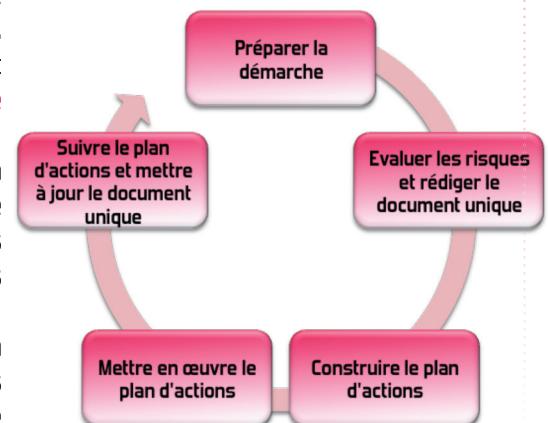 Préparer la
démarche
Evaluer les risques
et rédiger le
document unique
Construire le plan
d'actions
Mettre en œuvre le
plan d'actions
Suivre le plan
d'actions et mettre
à jour le document
unique